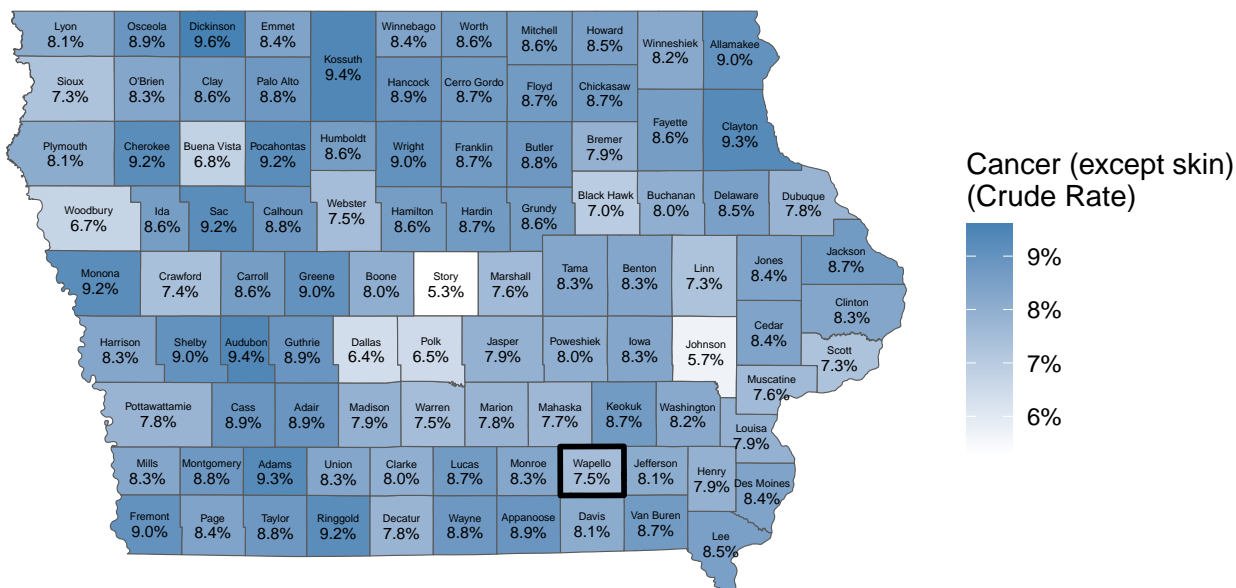 Lyon
8.1%
Osceola
8.9%
Dickinson
9.6%
Emmet
8.4%
Kossuth
9.4%
Winnebago
8.4%
Worth
8.6%
Mitchell
8.6%
Howard
8.5%
Winneshiek
8.2%
Allamakee
9.0%
Sioux
7.3%
O'Brien
8.3%
Clay
8.6%
Palo Alto
8.8%
Hancock
8.9%
Cerro Gordo
8.7%
Floyd
8.7%
Chickasaw
8.7%
Fayette
8.6%
Clayton
9.3%
Plymouth
8.1%
Cherokee
9.2%
Buena Vista
6.8%
Pocahontas
9.2%
Humboldt
8.6%
Wright
9.0%
Franklin
8.7%
Butler
8.8%
Bremer
7.9%
Woodbury
6.7%
Ida
8.6%
Sac
9.2%
Calhoun
8.8%
Webster
7.5%
Hamilton
8.6%
Hardin
8.7%
Grundy
8.6%
Black Hawk
7.0%
Buchanan
8.0%
Delaware
8.5%
Dubuque
7.8%
Monona
9.2%
Crawford
7.4%
Carroll
8.6%
Greene
9.0%
Boone
8.0%
Story
5.3%
Marshall
7.6%
Tama
8.3%
Benton
8.3%
Linn
7.3%
Jones
8.4%
Jackson
8.7%
Clinton
8.3%
Harrison
8.3%
Shelby
9.0%
Audubon
9.4%
Guthrie
8.9%
Dallas
6.4%
Polk
6.5%
Jasper
7.9%
Poweshiek
8.0%
Iowa
8.3%
Johnson
5.7%
Cedar
8.4%
Scott
7.3%
Muscatine
7.6%
Pottawattamie
7.8%
Cass
8.9%
Adair
8.9%
Madison
7.9%
Warren
7.5%
Marion
7.8%
Mahaska
7.7%
Keokuk
8.7%
Washington
8.2%
Louisa
7.9%
Mills
8.3%
Montgomery
8.8%
Adams
9.3%
Union
8.3%
Clarke
8.0%
Lucas
8.7%
Monroe
8.3%
Wapello
7.5%
Jefferson
8.1%
Henry
7.9%
Des Moines
8.4%
Fremont
9.0%
Page
8.4%
Taylor
8.8%
Ringgold
9.2%
Decatur
7.8%
Wayne
8.8%
Appanoose
8.9%
Davis
8.1%
Van Buren
8.7%
Lee
8.5%
Cancer (except skin)
(Crude Rate)
9%
8%
7%
6%